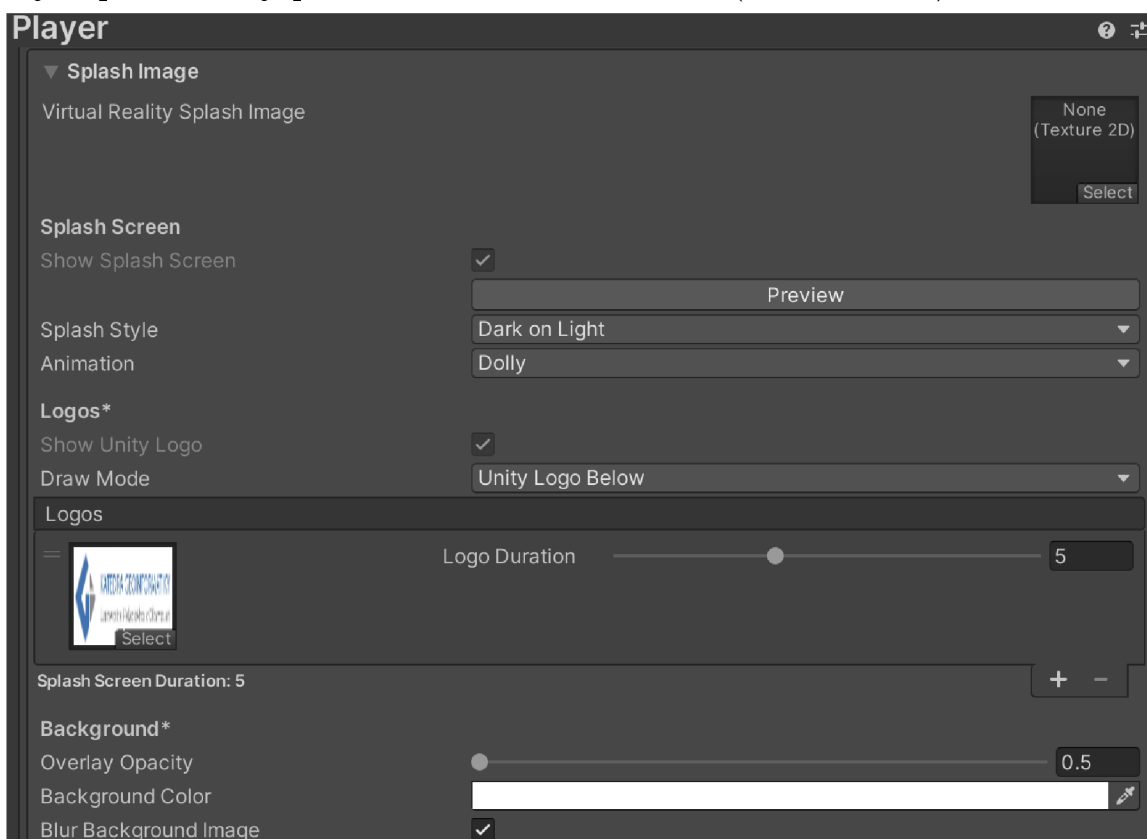 Player
Splash Image
Virtual Reality Splash Image
None
(Texture 2D)
Select
Splash Screen
Show Splash Screen
Preview
Splash Style Dark on Light
Animation Dolly
Logos*
Show Unity Logo
Draw Mode Unity Logo Below
Logos
Logo Duration 5
KATEDRA GEOINFORMATIKY
Select
Splash Screen Duration: 5
+ −
Background*
Overlay Opacity 0.5
Background Color
Blur Background Image